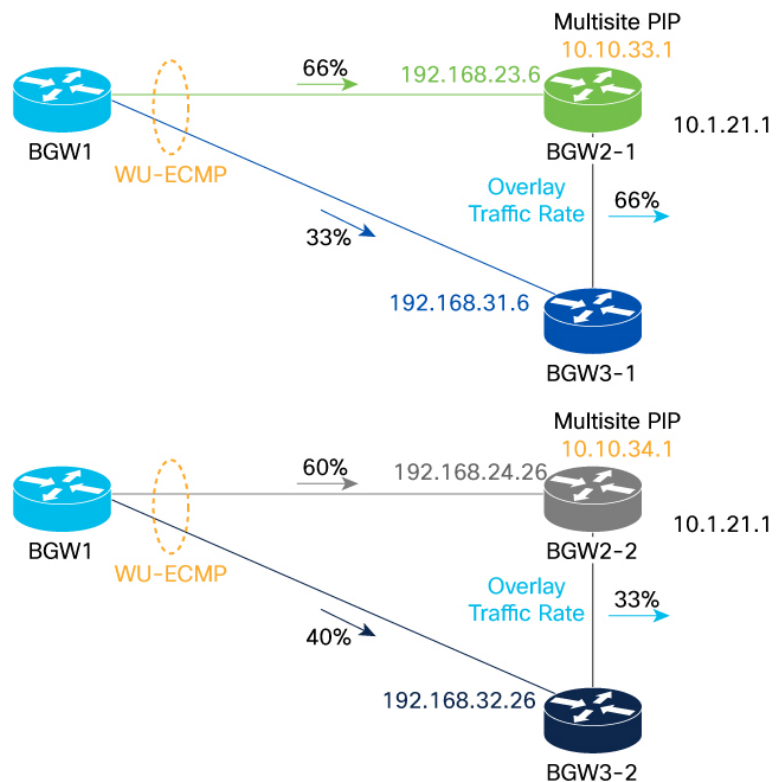 Multisite PIP
10.10.33.1
66%
192.168.23.6
10.1.21.1
BGW1
BGW2-1
WU-ECMP
Overlay
Traffic Rate
66%
33%
192.168.31.6
BGW3-1
Multisite PIP
10.10.34.1
60%
192.168.24.26
10.1.21.1
BGW1
BGW2-2
WU-ECMP
Overlay
Traffic Rate
33%
40%
192.168.32.26
BGW3-2